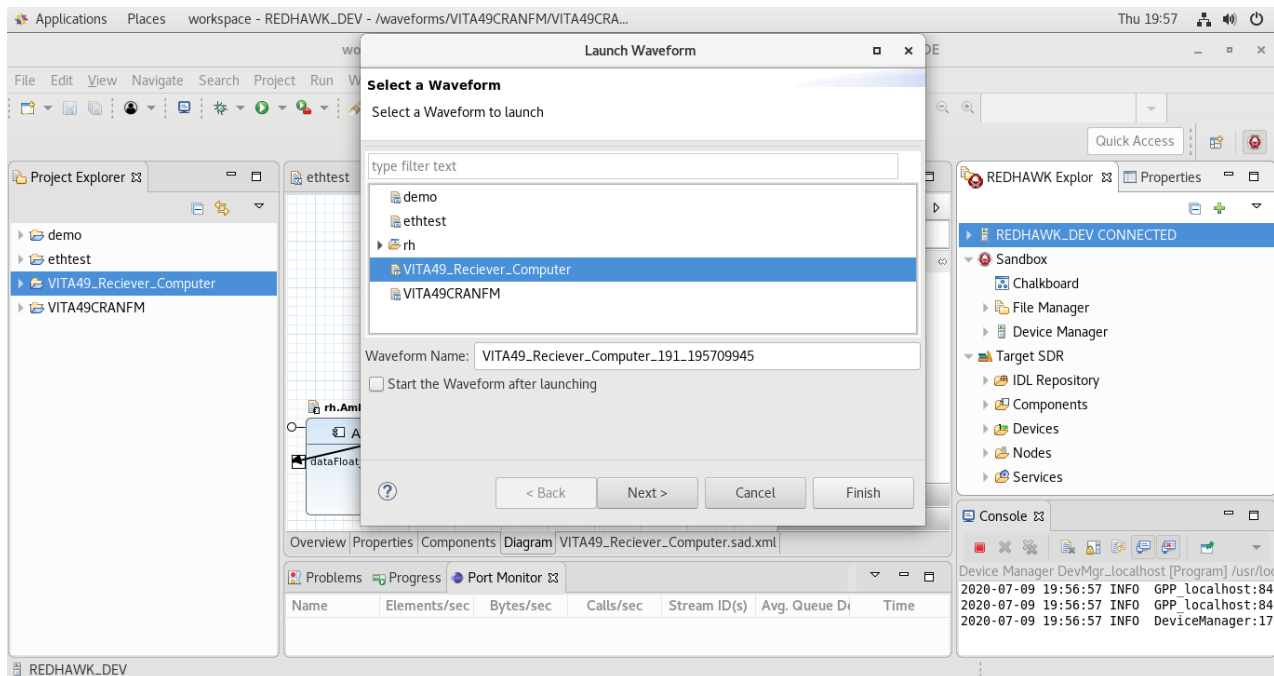 Applications Places workspace - REDHAWK_DEV - /waveforms/VITA49CRANFM/VITA49CRA... Thu 19:57
wo Launch Waveform DE
File Edit View Navigate Search Project Run W
Select a Waveform
Select a Waveform to launch
Quick Access
type filter text
Project Explorer
ethtest
REDHAWK Explor Properties
demo
ethtest
VITA49_Reciever_Computer
VITA49CRANFM
demo
ethtest
rh
VITA49_Reciever_Computer
VITA49CRANFM
Waveform Name: VITA49_Reciever_Computer_191_195709945
Start the Waveform after launching
< Back Next > Cancel Finish
rh.Aml
A
dataFloat_
REDHAWK_DEV CONNECTED
Sandbox
Chalkboard
File Manager
Device Manager
Target SDR
IDL Repository
Components
Devices
Nodes
Services
Overview Properties Components Diagram VITA49_Reciever_Computer.sad.xml
Problems Progress Port Monitor
Name Elements/sec Bytes/sec Calls/sec Stream ID(s) Avg. Queue De Time
Console
Device Manager DevMgr_localhost [Program] /usr/loc
2020-07-09 19:56:57 INFO GPP_localhost:84
2020-07-09 19:56:57 INFO GPP_localhost:84
2020-07-09 19:56:57 INFO DeviceManager:17
REDHAWK_DEV